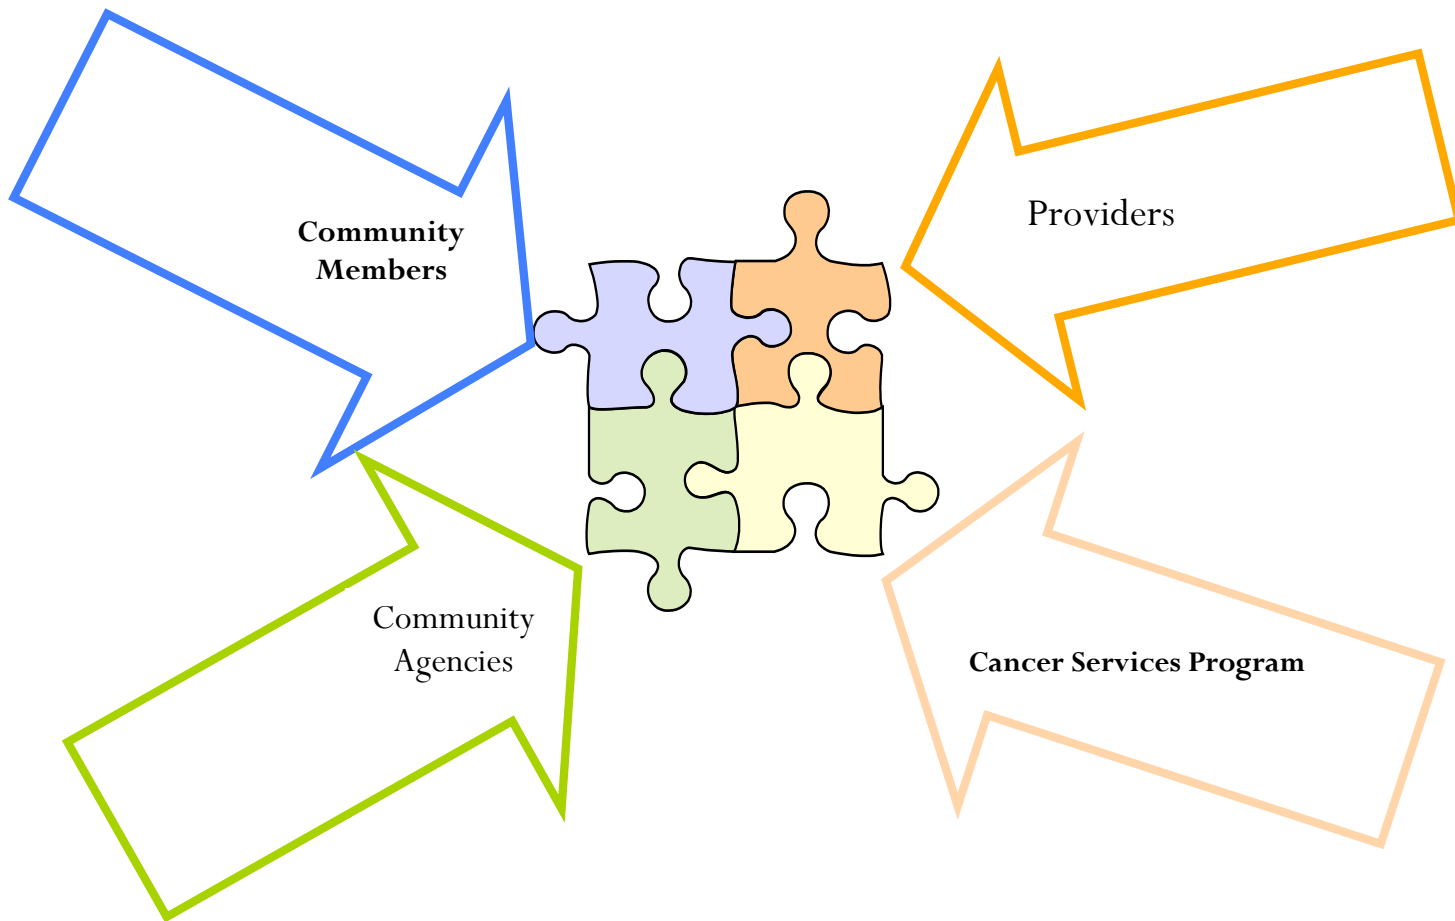 Community
Members
Providers
Community
Agencies
Cancer Services Program